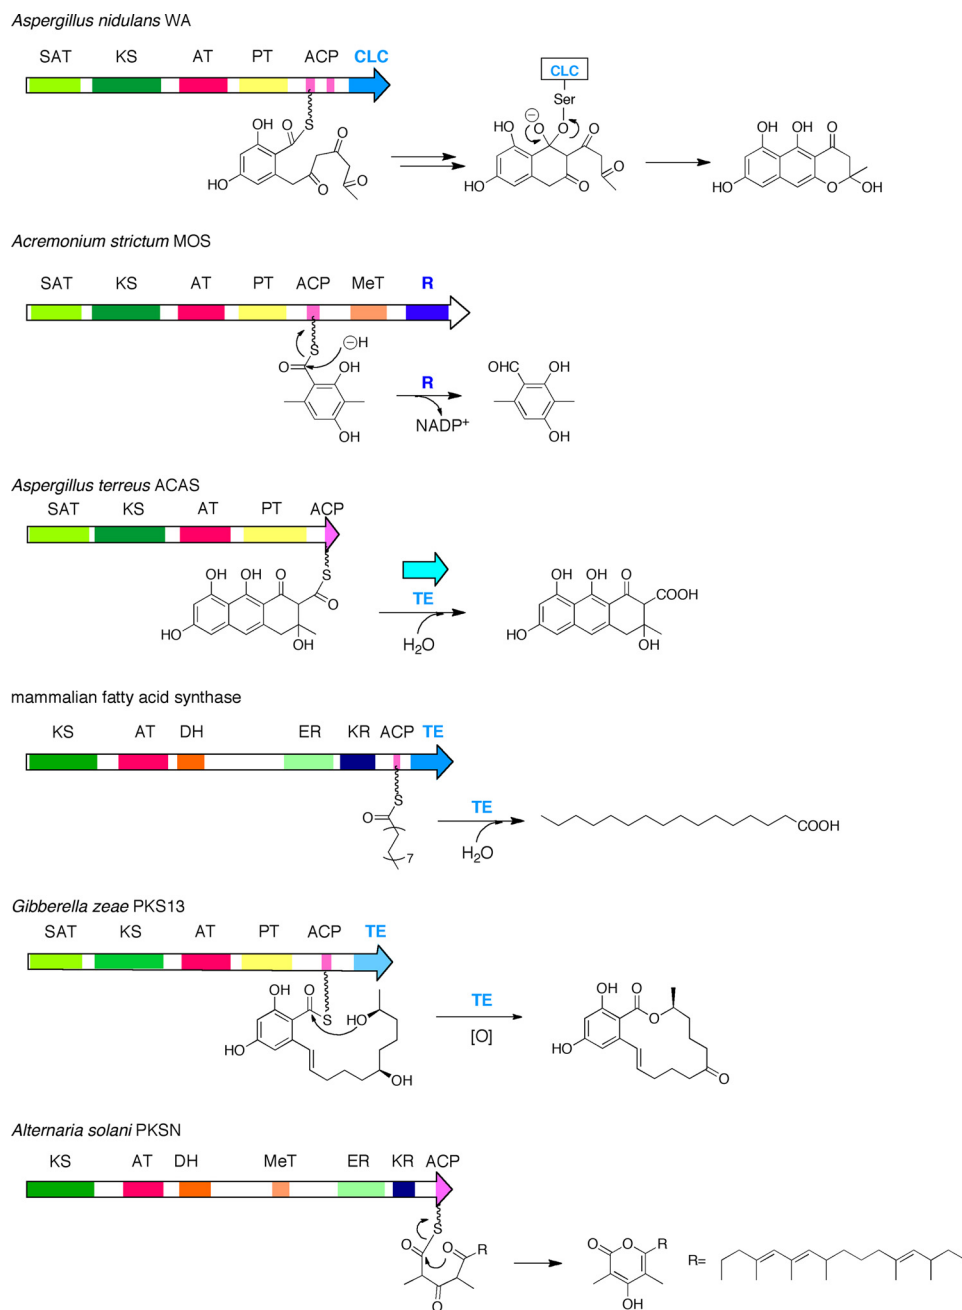 Aspergillus nidulans WA
SAT KS AT PT ACP CLC
CLC
Ser
S
OH O O
HO O O
OH ⊖O O O
HO O O
OH OH O
HO O OH
Acremonium strictum MOS
SAT KS AT PT ACP MeT R
S ⊖H
O OH
OH
R
NADP+
OHC OH
OH
Aspergillus terreus ACAS
SAT KS AT PT ACP
S
OH OH O O
HO OH
TE
H2O
OH OH O COOH
HO OH
mammalian fatty acid synthase
KS AT DH ER KR ACP TE
S
O
7
TE
H2O
COOH
Gibberella zeae PKS13
SAT KS AT PT ACP TE
OH O S HO
HO OH
TE
[O]
OH O O
HO O
Alternaria solani PKSN
KS AT DH MeT ER KR ACP
S
O O R
O
O O R
OH
R=